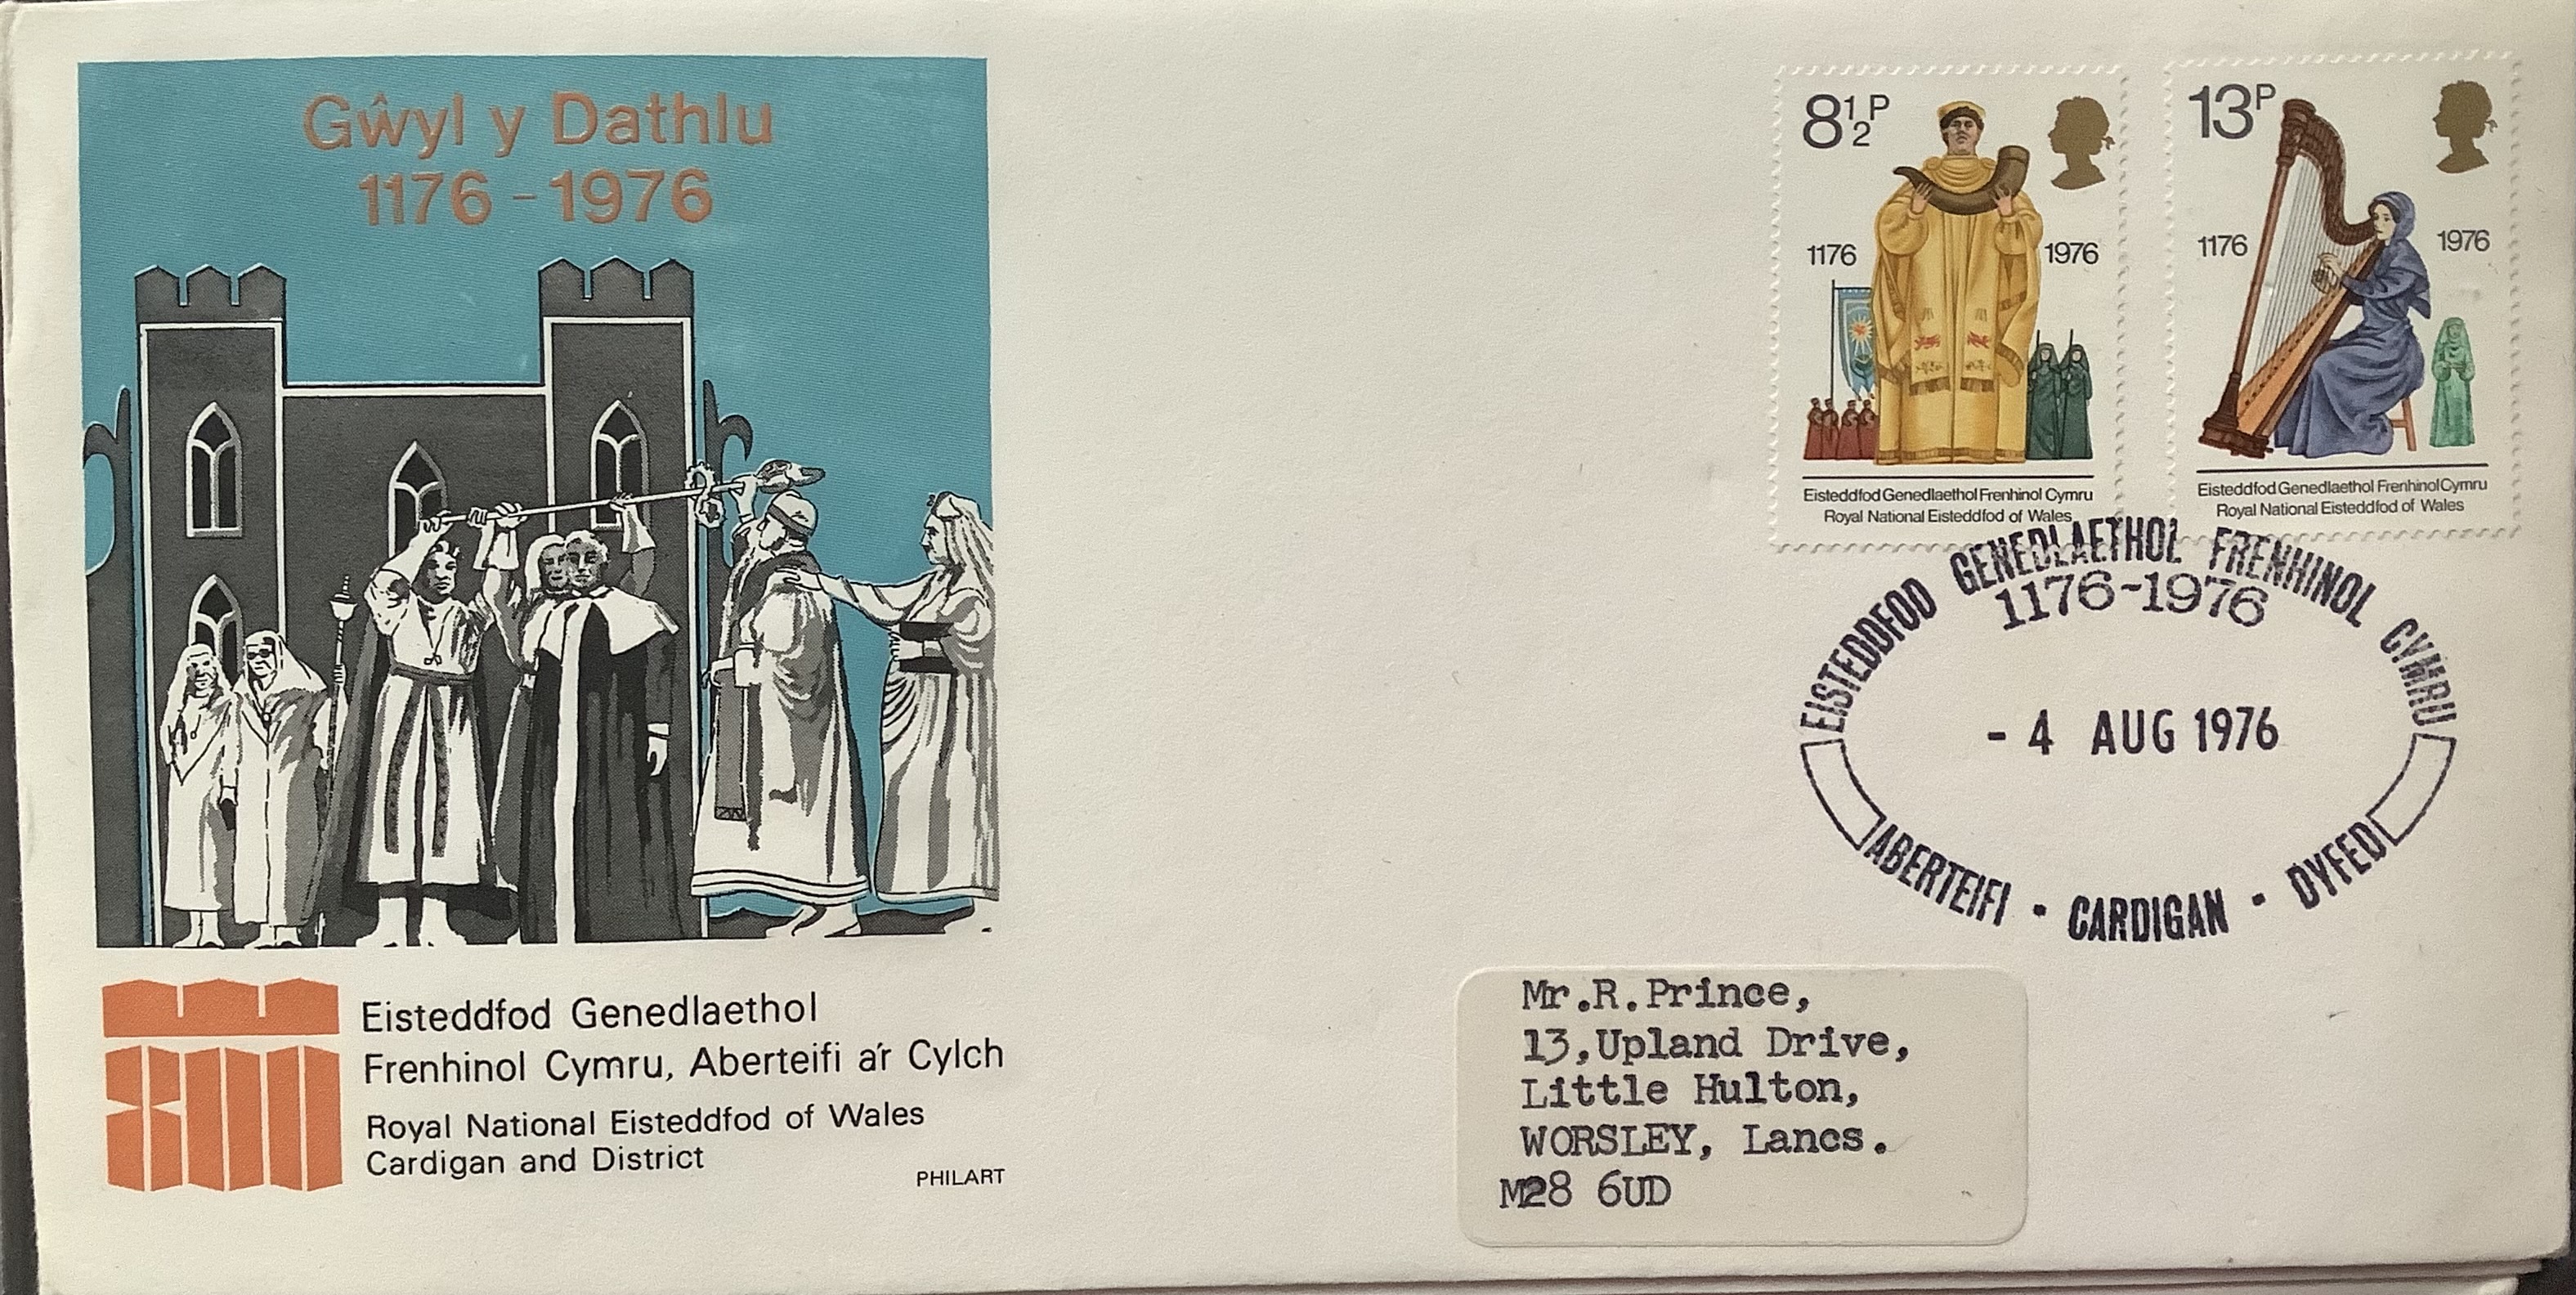 Gŵyl y Dathlu
1176 - 1976
8½P
1176
1976
Eisteddfod Genedlaethol Frenhinol Cymru
Royal National Eisteddfod of Wales
13P
1176
1976
Eisteddfod Genedlaethol Frenhinol Cymru
Royal National Eisteddfod of Wales
EISTEDDFOD GENEDLAETHOL FRENHINOL CYMRU
1176-1976
- 4 AUG 1976
ABERTEIFI - CARDIGAN - DYFED
800
Eisteddfod Genedlaethol
Frenhinol Cymru, Aberteifi a'r Cylch
Royal National Eisteddfod of Wales
Cardigan and District
PHILART
Mr.R.Prince,
13,Upland Drive,
Little Hulton,
WORSLEY, Lancs.
M28 6UD